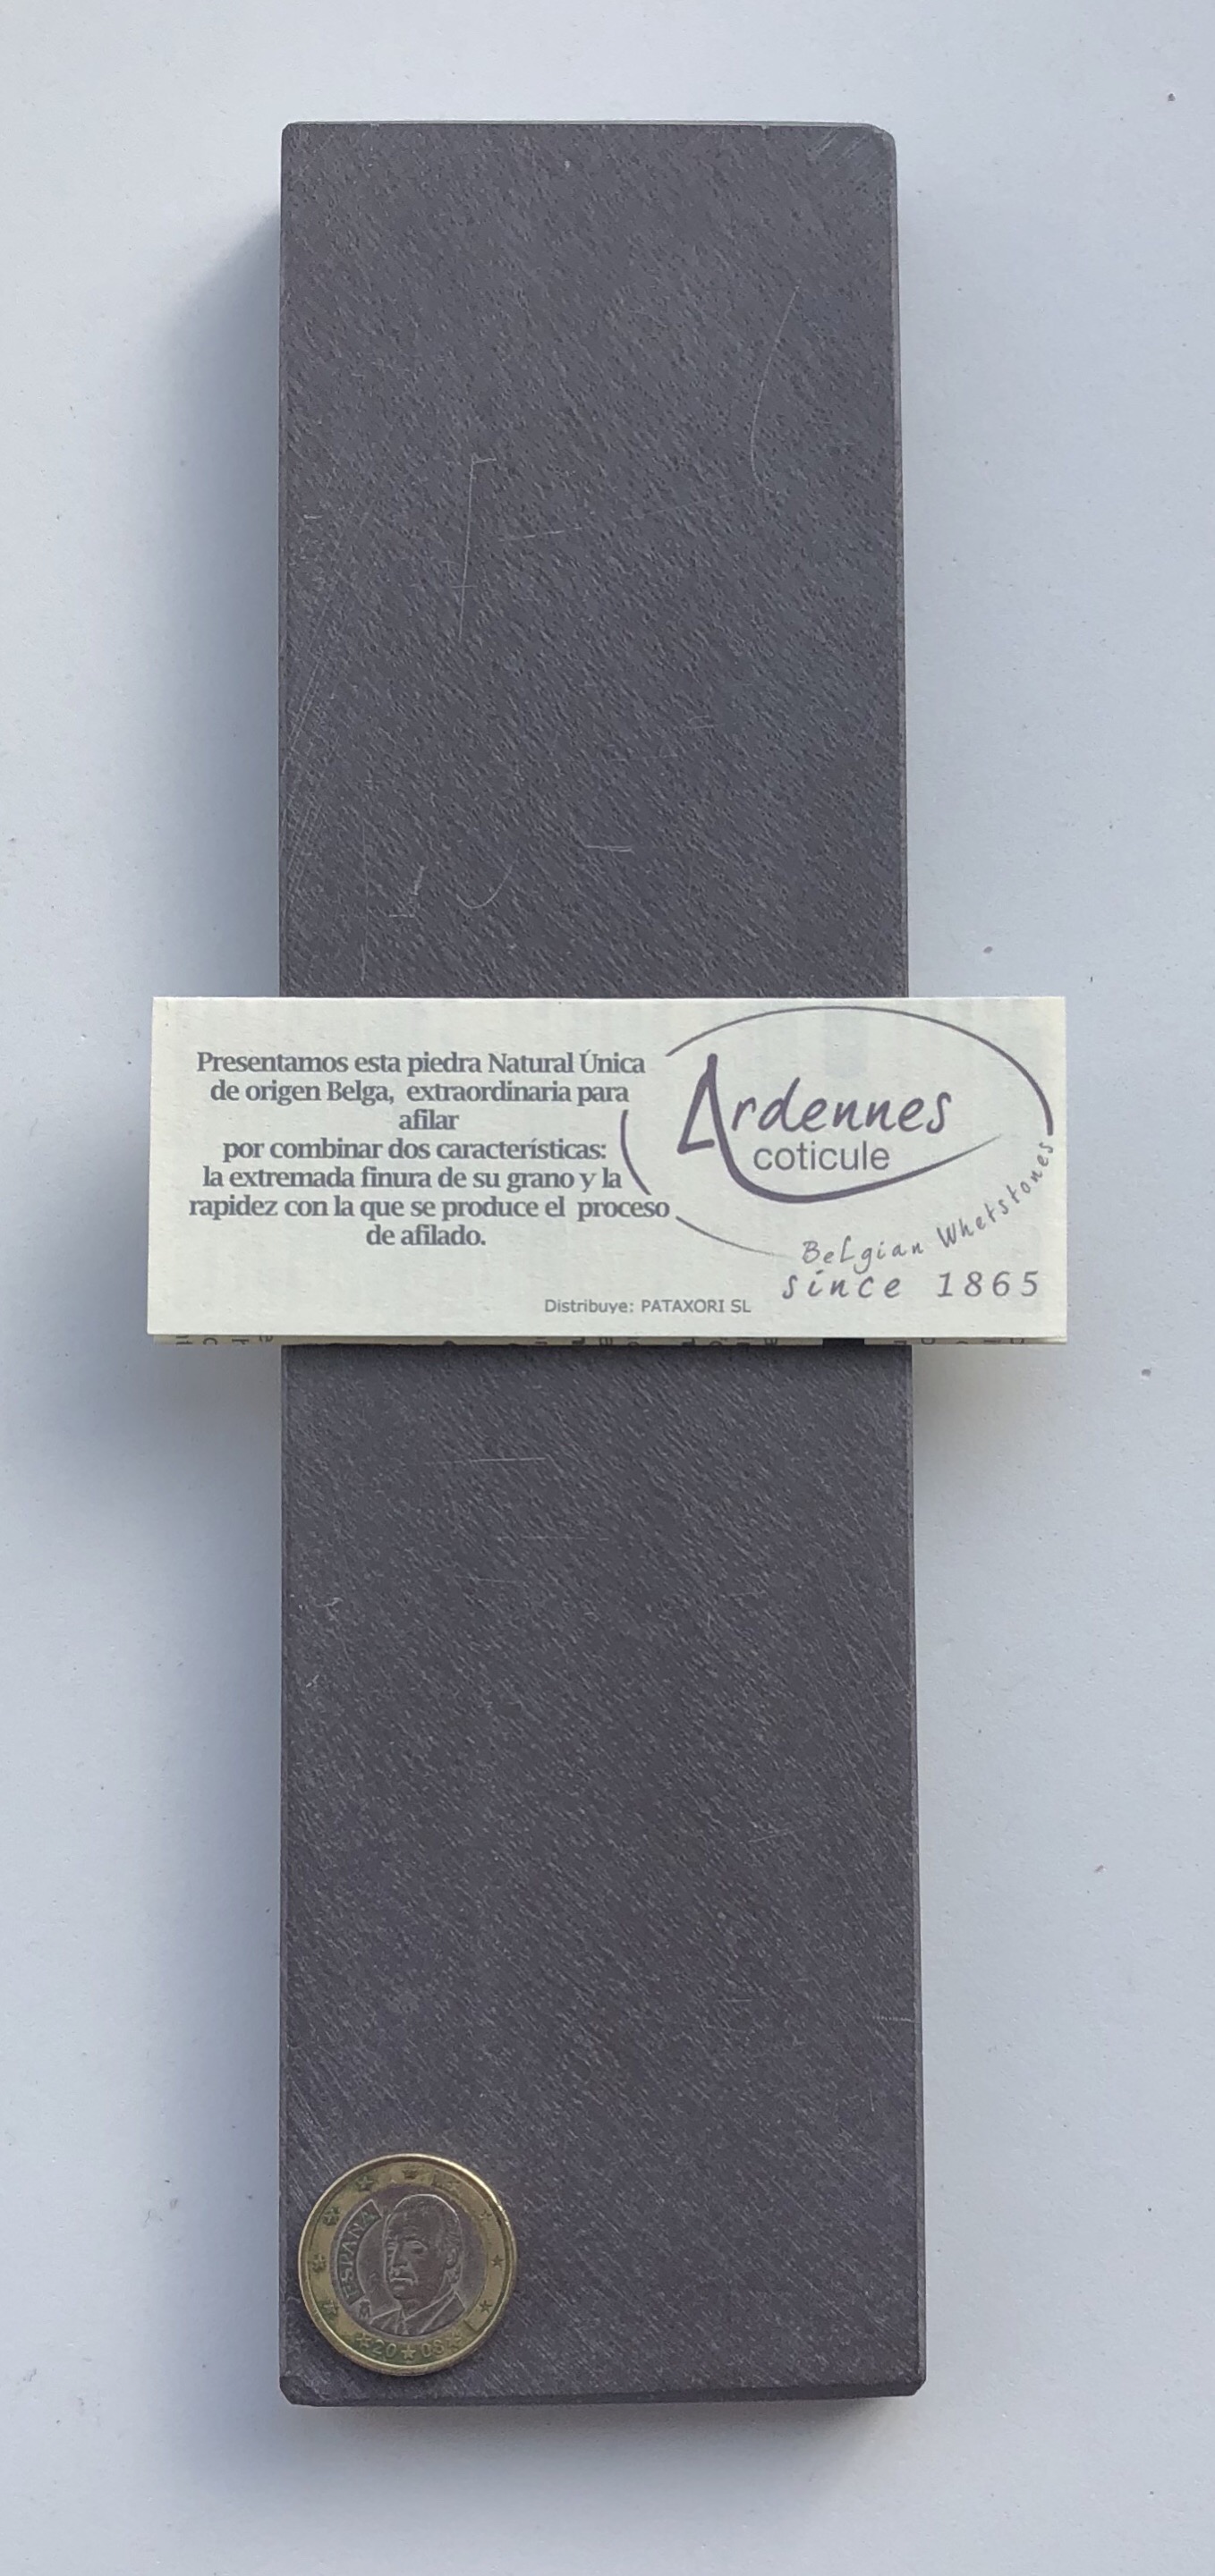 Presentamos esta piedra Natural Única
de origen Belga, extraordinaria para
afilar
por combinar dos características:
la extremada finura de su grano y la
rapidez con la que se produce el proceso
de afilado.
Distribuye: PATAXORI SL
Ardennes
coticule
Belgian Whetstones
since 1865
ESPAÑA
20 08